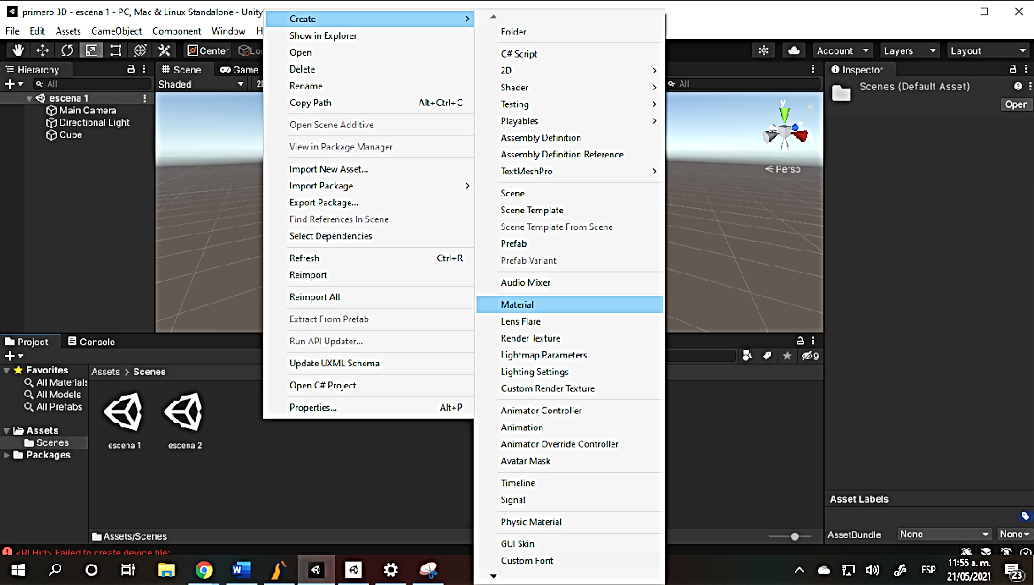 primero 3D - escena 1 - PC, Mac & Linux Standalone - Unity
File Edit Assets GameObject Component Window H
Center Lo
Account Layers Layout
Hierarchy
All
escena 1
Main Camera
Directional Light
Cube
Scene Game
Shaded 2
All
Persp
Create
Show in Explorer
Open
Delete
Rename
Copy Path Alt+Ctrl+C
Open Scene Additive
View in Package Manager
Import New Asset...
Import Package
Export Package...
Find References In Scene
Select Dependencies
Refresh Ctrl+R
Reimport
Reimport All
Extract From Prefab
Run API Updater...
Update UXML Schema
Open C# Project
Properties... Alt+P
Folder
C# Script
2D
Shader
Testing
Playables
Assembly Definition
Assembly Definition Reference
TextMeshPro
Scene
Scene Template
Scene Template From Scene
Prefab
Prefab Variant
Audio Mixer
Material
Lens Flare
Render Texture
Lightmap Parameters
Lighting Settings
Custom Render Texture
Animator Controller
Animation
Animator Override Controller
Avatar Mask
Timeline
Signal
Physic Material
GUI Skin
Custom Font
Inspector
Scenes (Default Asset)
Open
Project Console
9
Favorites
All Materials
All Models
All Prefabs
Assets
Scenes
Packages
Assets > Scenes
escena 1
escena 2
Assets/Scenes
Asset Labels
AssetBundle None None
<RI.Hid> Failed to create device file:
ESP
11:55 a.m.
21/05/2021
23